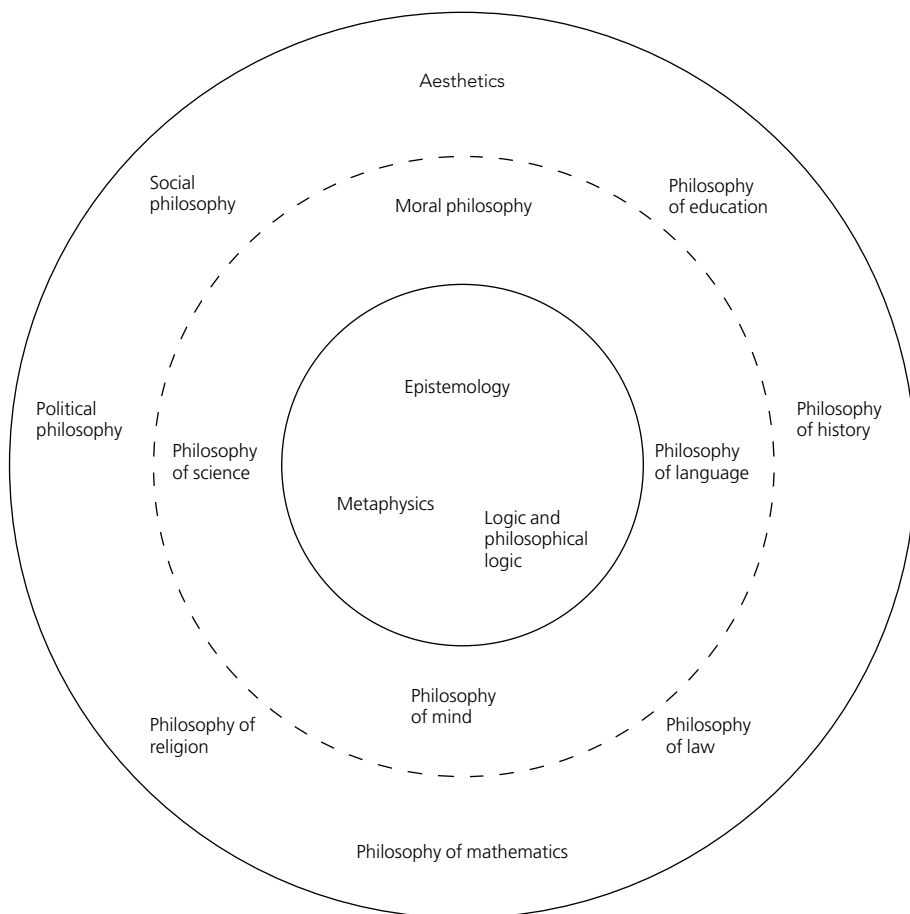 Aesthetics
Social
philosophy
Philosophy
of education
Moral philosophy
Epistemology
Political
philosophy
Philosophy
of history
Philosophy
of science
Philosophy
of language
Metaphysics
Logic and
philosophical
logic
Philosophy
of mind
Philosophy of
religion
Philosophy
of law
Philosophy of mathematics